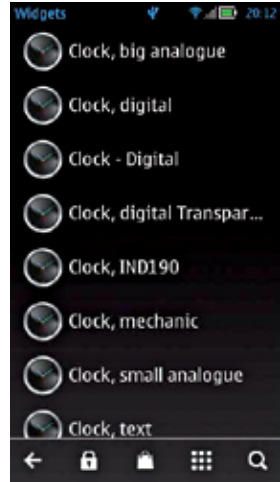 Widgets 20:12
Clock, big analogue
Clock, digital
Clock - Digital
Clock, digital Transpar...
Clock, IND190
Clock, mechanic
Clock, small analogue
Clock, text